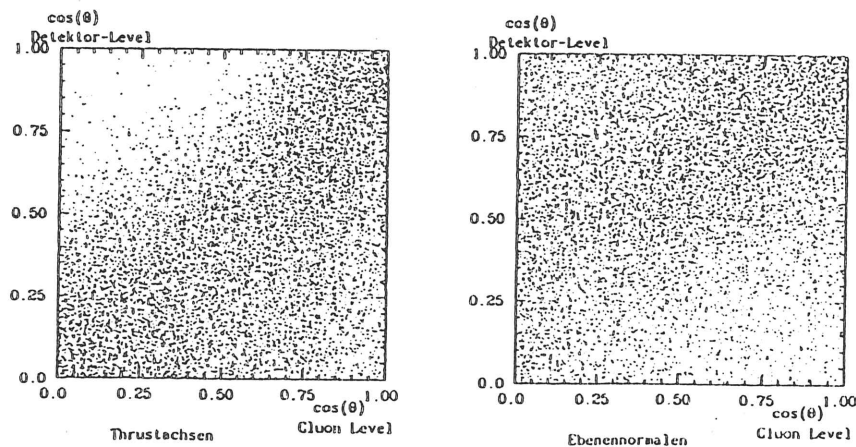 cos(θ)
Detektor-Level
1.00
0.75
0.50
0.25
0.0
0.0 0.25 0.50 0.75 1.00
cos(θ)
Thrustachsen Gluon Level
cos(θ)
Detektor-Level
1.00
0.75
0.50
0.25
0.0
0.0 0.25 0.50 0.75 1.00
cos(θ)
Ebenennormalen Gluon Level